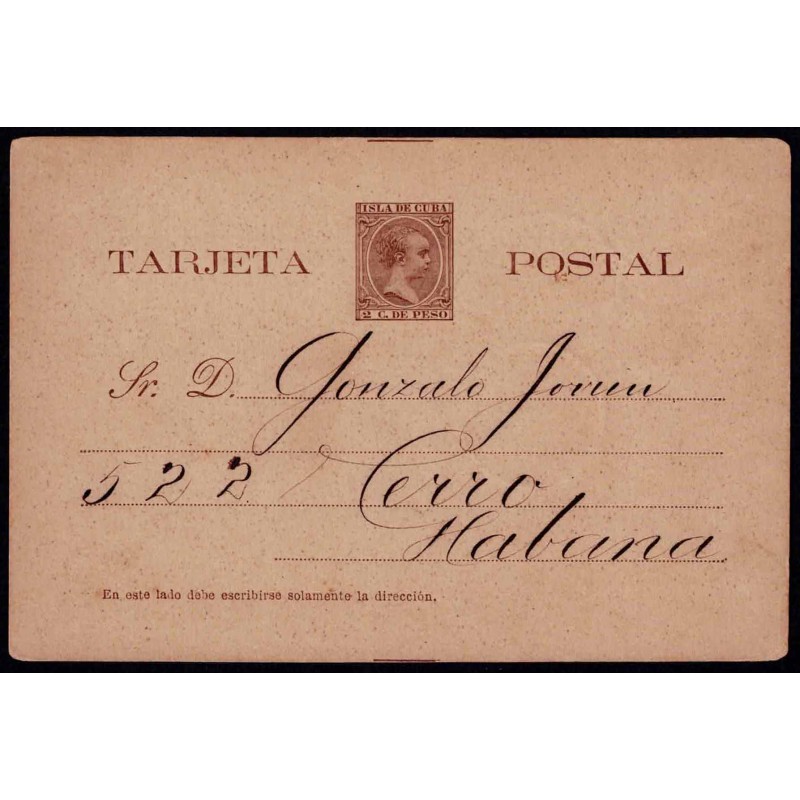 ISLA DE CUBA
TARJETA POSTAL
2 C. DE PESO
Sr. D. Gonzalo
522 Cerro
Habana
En este lado debe escribirse solamente la dirección.